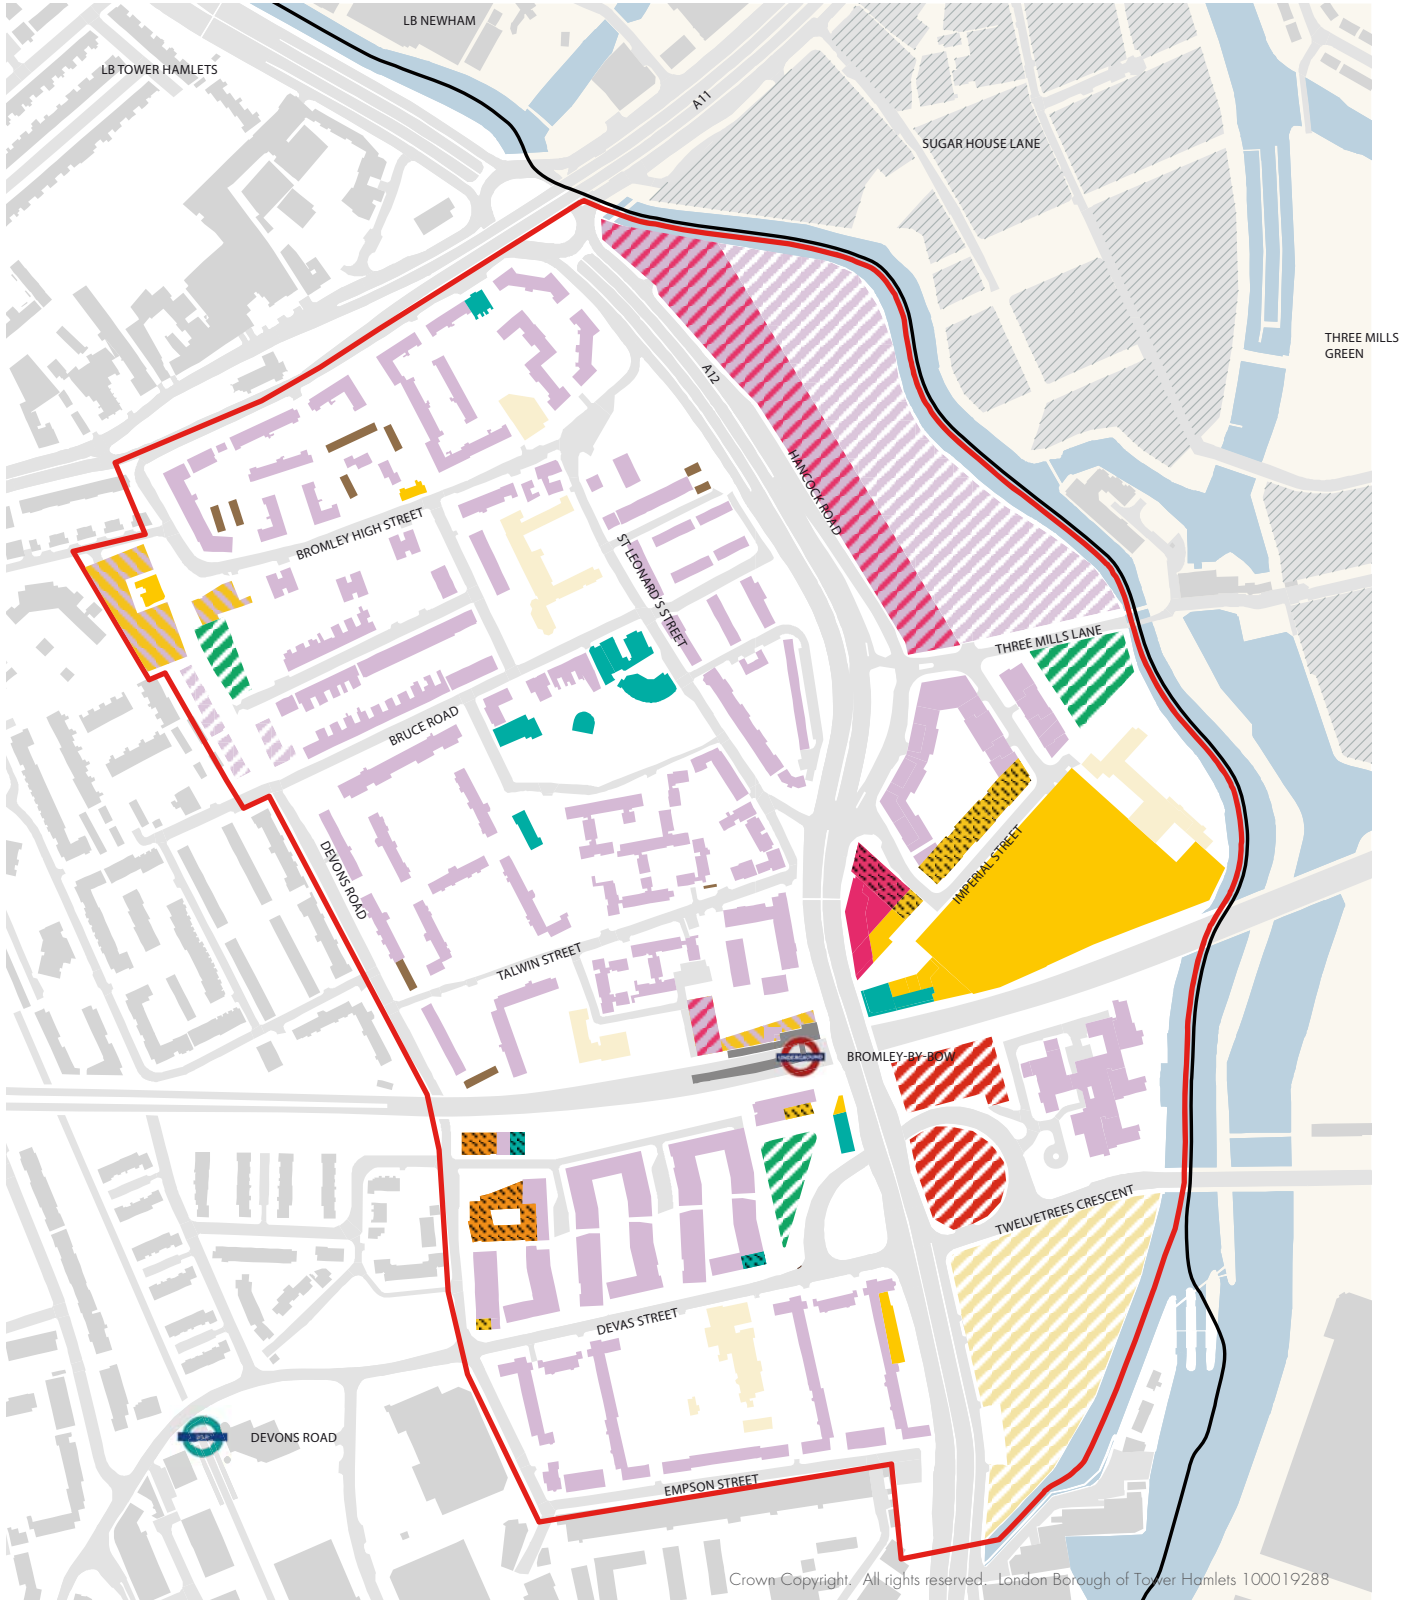 LB NEWHAM
LB TOWER HAMLETS
A11
SUGAR HOUSE LANE
THREE MILLS
GREEN
A12
HANCOCK ROAD
BROMLEY HIGH STREET
ST LEONARD'S STREET
THREE MILLS LANE
BRUCE ROAD
DEVONS ROAD
IMPERIAL STREET
TALWIN STREET
UNDERGROUND
BROMLEY-BY-BOW
TWELVETREES CRESCENT
DEVAS STREET
DLR
DEVONS ROAD
EMPSON STREET
Crown Copyright. All rights reserved. London Borough of Tower Hamlets 100019288